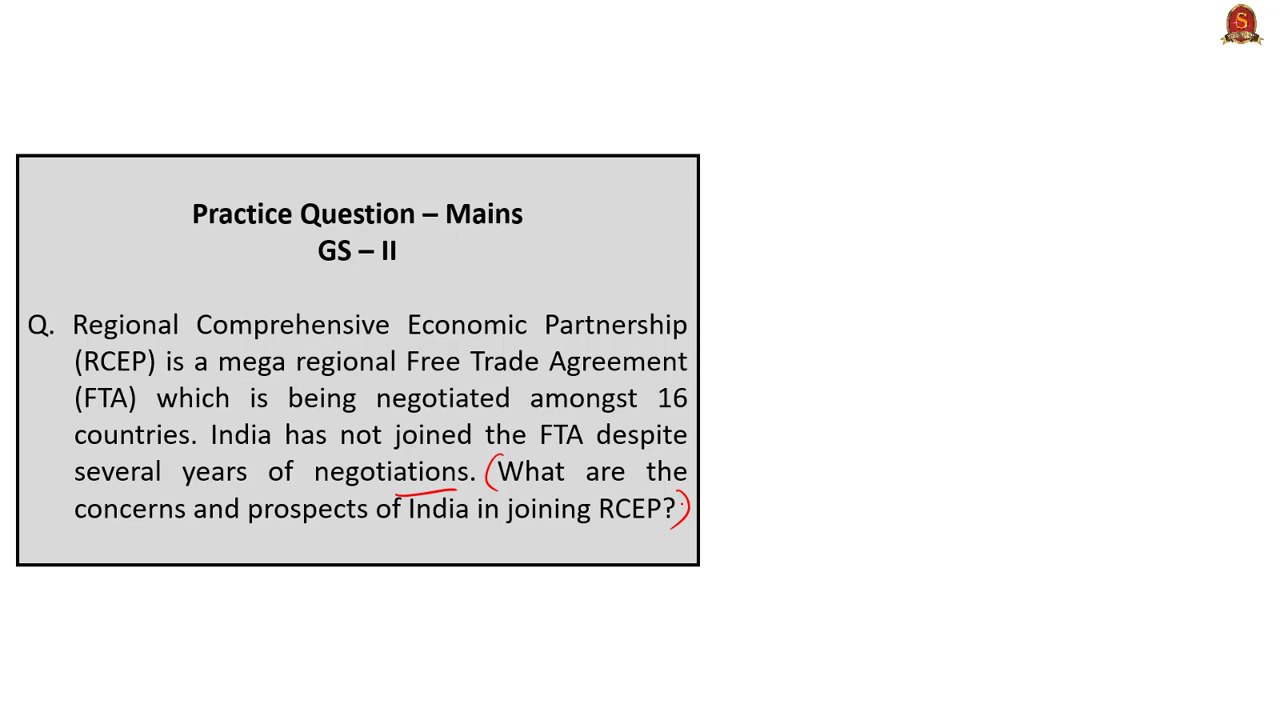 Practice Question – Mains
GS – II
Q. Regional Comprehensive Economic Partnership
(RCEP) is a mega regional Free Trade Agreement
(FTA) which is being negotiated amongst 16
countries. India has not joined the FTA despite
several years of negotiations. What are the
concerns and prospects of India in joining RCEP?
S